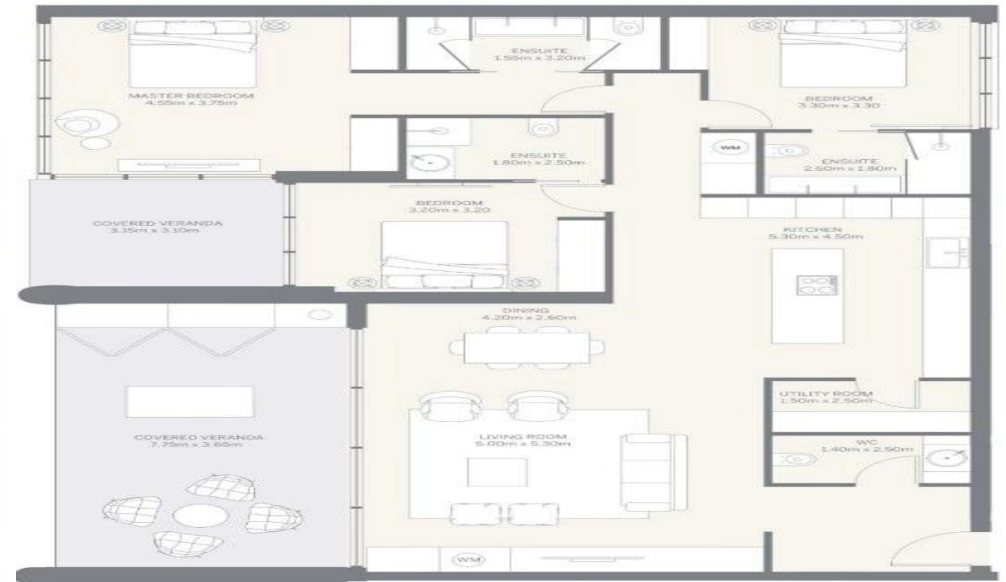 MASTER BEDROOM
4.55m x 3.75m
ENSUITE
1.55m x 3.20m
BEDROOM
3.30m x 3.30
ENSUITE
1.80m x 2.50m
WM
ENSUITE
2.60m x 1.80m
COVERED VERANDA
3.15m x 3.10m
BEDROOM
3.20m x 3.20
KITCHEN
5.30m x 4.50m
DINING
4.20m x 2.60m
UTILITY ROOM
1.50m x 2.50m
COVERED VERANDA
7.75m x 3.65m
LIVING ROOM
5.00m x 5.30m
WC
1.40m x 2.50m
WM